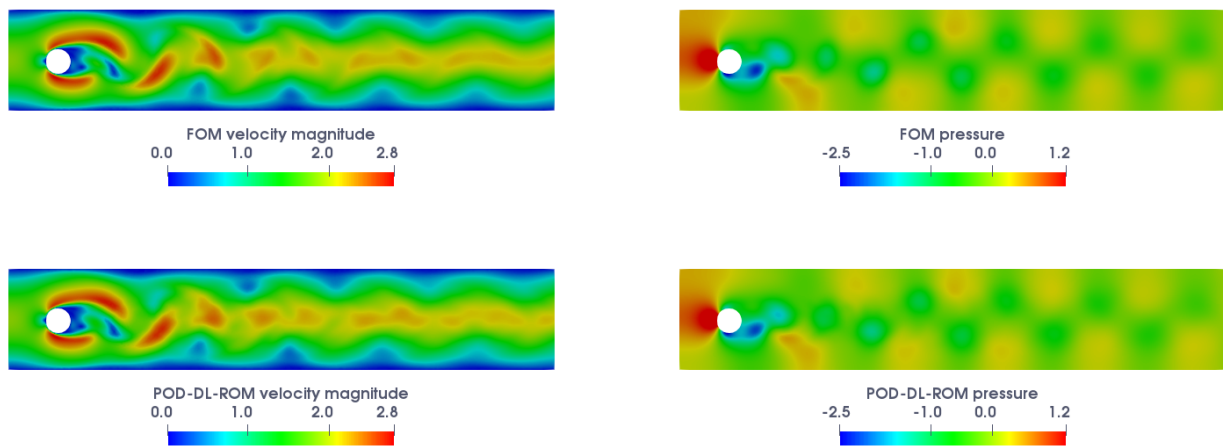 FOM velocity magnitude
0.0 1.0 2.0 2.8
FOM pressure
-2.5 -1.0 0.0 1.2
POD-DL-ROM velocity magnitude
0.0 1.0 2.0 2.8
POD-DL-ROM pressure
-2.5 -1.0 0.0 1.2